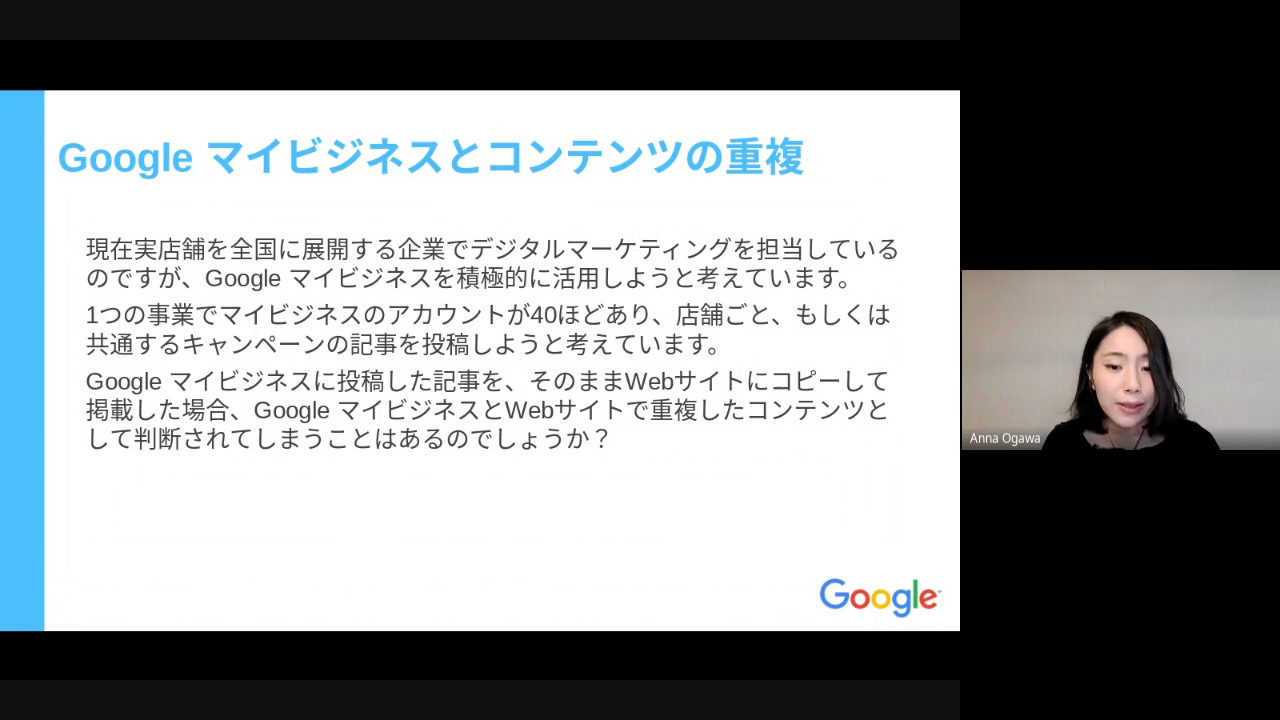 Google マイビジネスとコンテンツの重複
現在実店舗を全国に展開する企業でデジタルマーケティングを担当している
のですが、Google マイビジネスを積極的に活用しようと考えています。
1つの事業でマイビジネスのアカウントが40ほどあり、店舗ごと、もしくは
共通するキャンペーンの記事を投稿しようと考えています。
Google マイビジネスに投稿した記事を、そのままWebサイトにコピーして
掲載した場合、Google マイビジネスとWebサイトで重複したコンテンツと
して判断されてしまうことはあるのでしょうか？
Google
Anna Ogawa